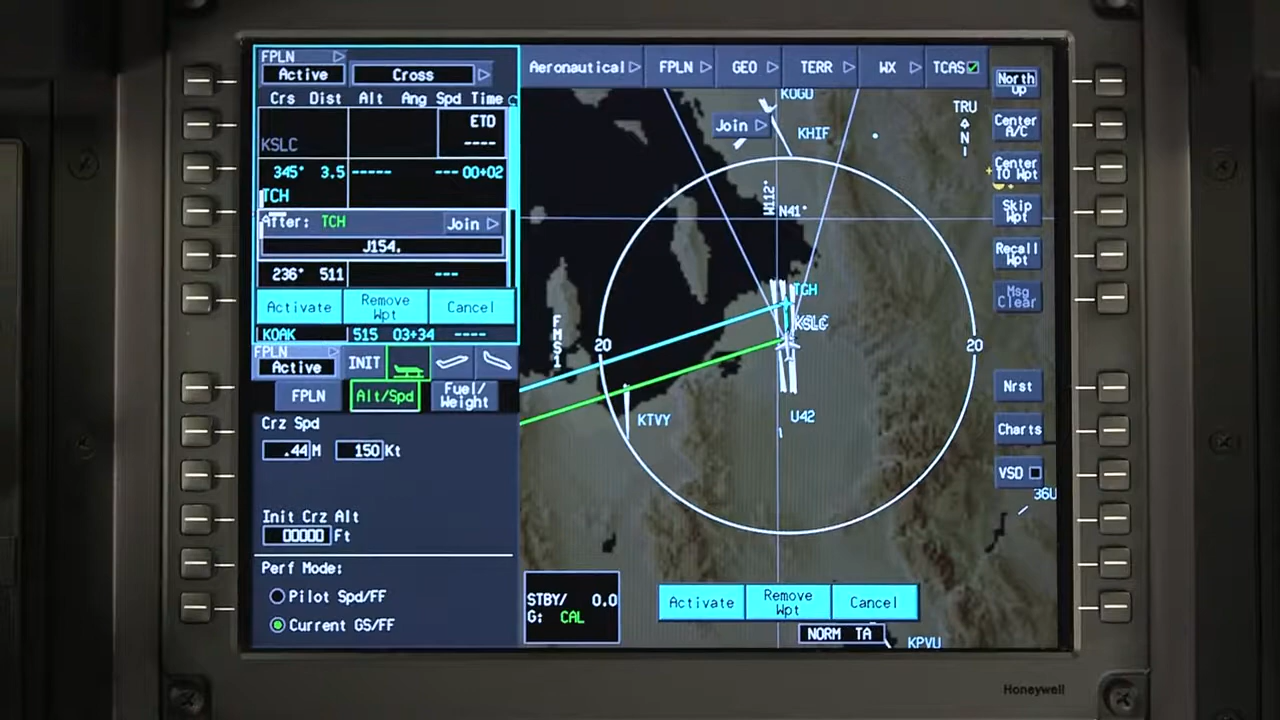 FPLN
Active
Cross
Crs Dist Alt Ang Spd Time
ETO
----
KSLC
345° 3.5 ----- --- 00+02
TCH
After: TCH
Join
J154.
236° 511 ---
Activate
Remove Wpt
Cancel
KOAK 515 03+34 ----
FPLN
Active
INIT
FPLN
Alt/Spd
Fuel/
Weight
Crz Spd
.44 M 150 Kt
Init Crz Alt
00000 Ft
Perf Mode:
Pilot Spd/FF
Current GS/FF
Aeronautical
FPLN
GEO
TERR
WX
TCAS
KOGD
Join
KHIF
TRU
N
W112°
N41°
TCH
KSLC
FMS1
20
20
KTVY
U42
36U
STBY/ 0.0
G: CAL
Activate
Remove
Wpt
Cancel
NORM TA
KPVU
North
Up
Center
A/C
Center
TO Wpt
Skip
Wpt
Recall
Wpt
Msg
Clear
Nrst
Charts
VSD
Honeywell